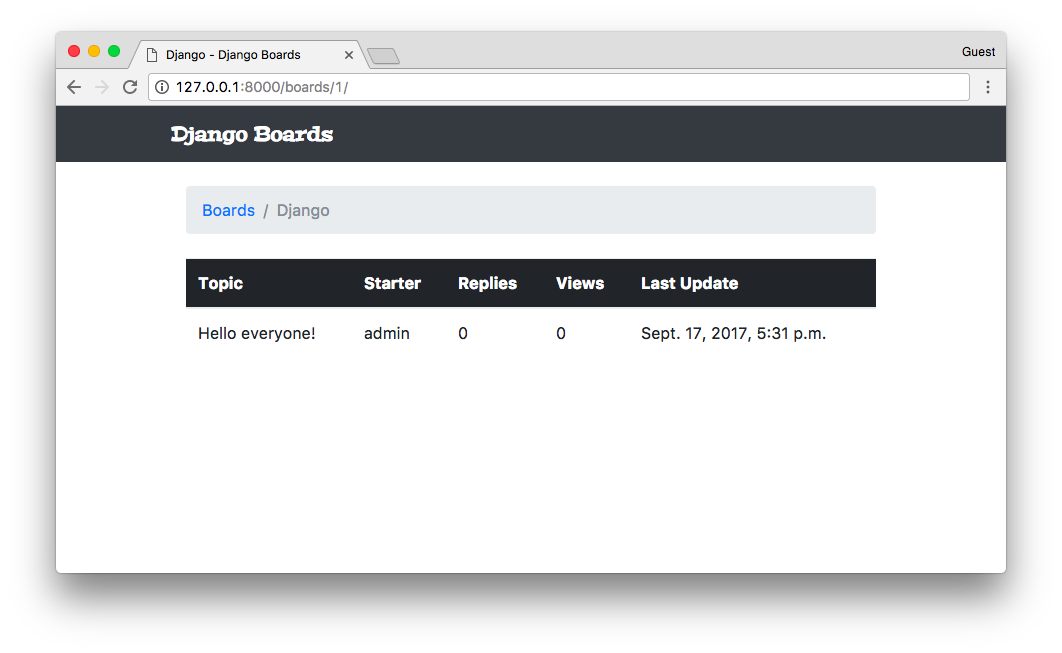 Django - Django Boards
Guest
127.0.0.1:8000/boards/1/
Django Boards
Boards / Django
Topic Starter Replies Views Last Update
Hello everyone! admin 0 0 Sept. 17, 2017, 5:31 p.m.